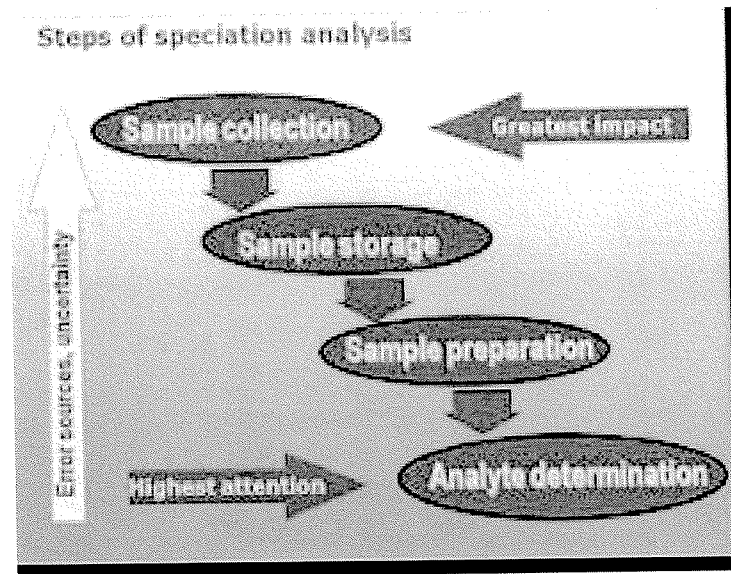 Steps of speciation analysis
Sample collection
Greatest impact
Sample storage
Sample preparation
Analyte determination
Highest attention
Error sources, uncertainty